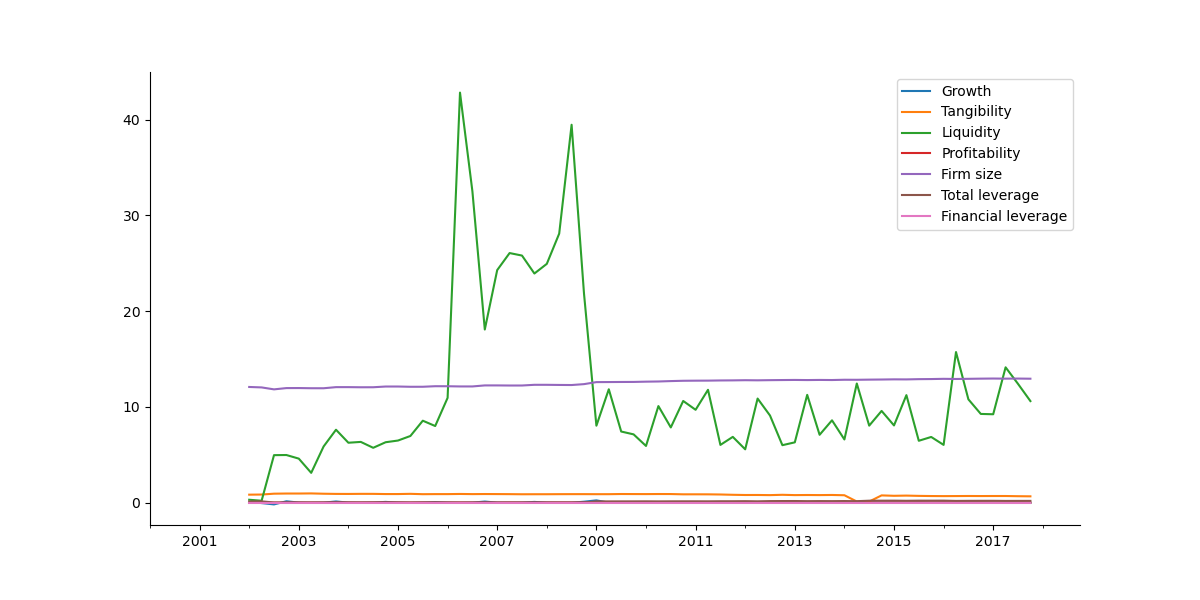 Growth
Tangibility
Liquidity
Profitability
Firm size
Total leverage
Financial leverage
40
30
20
10
0
2001 2003 2005 2007 2009 2011 2013 2015 2017